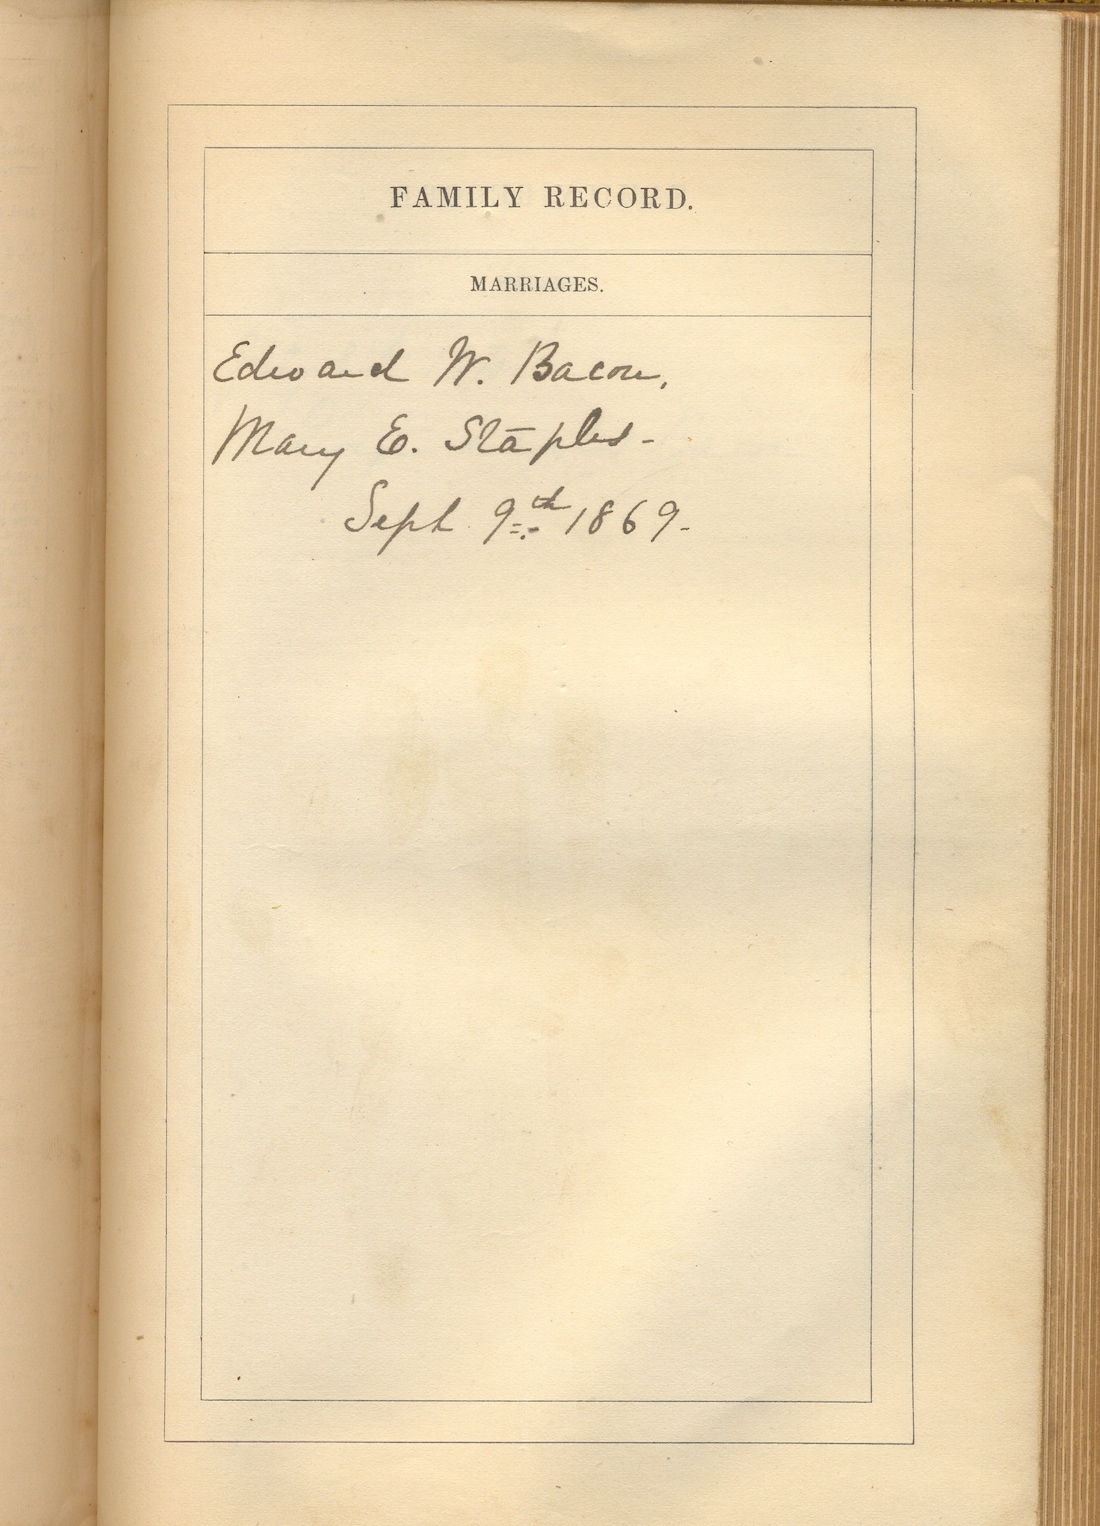 FAMILY RECORD.
MARRIAGES.
Edward W. Bacon,
Mary E. Staples-
Sept 9th 1869-